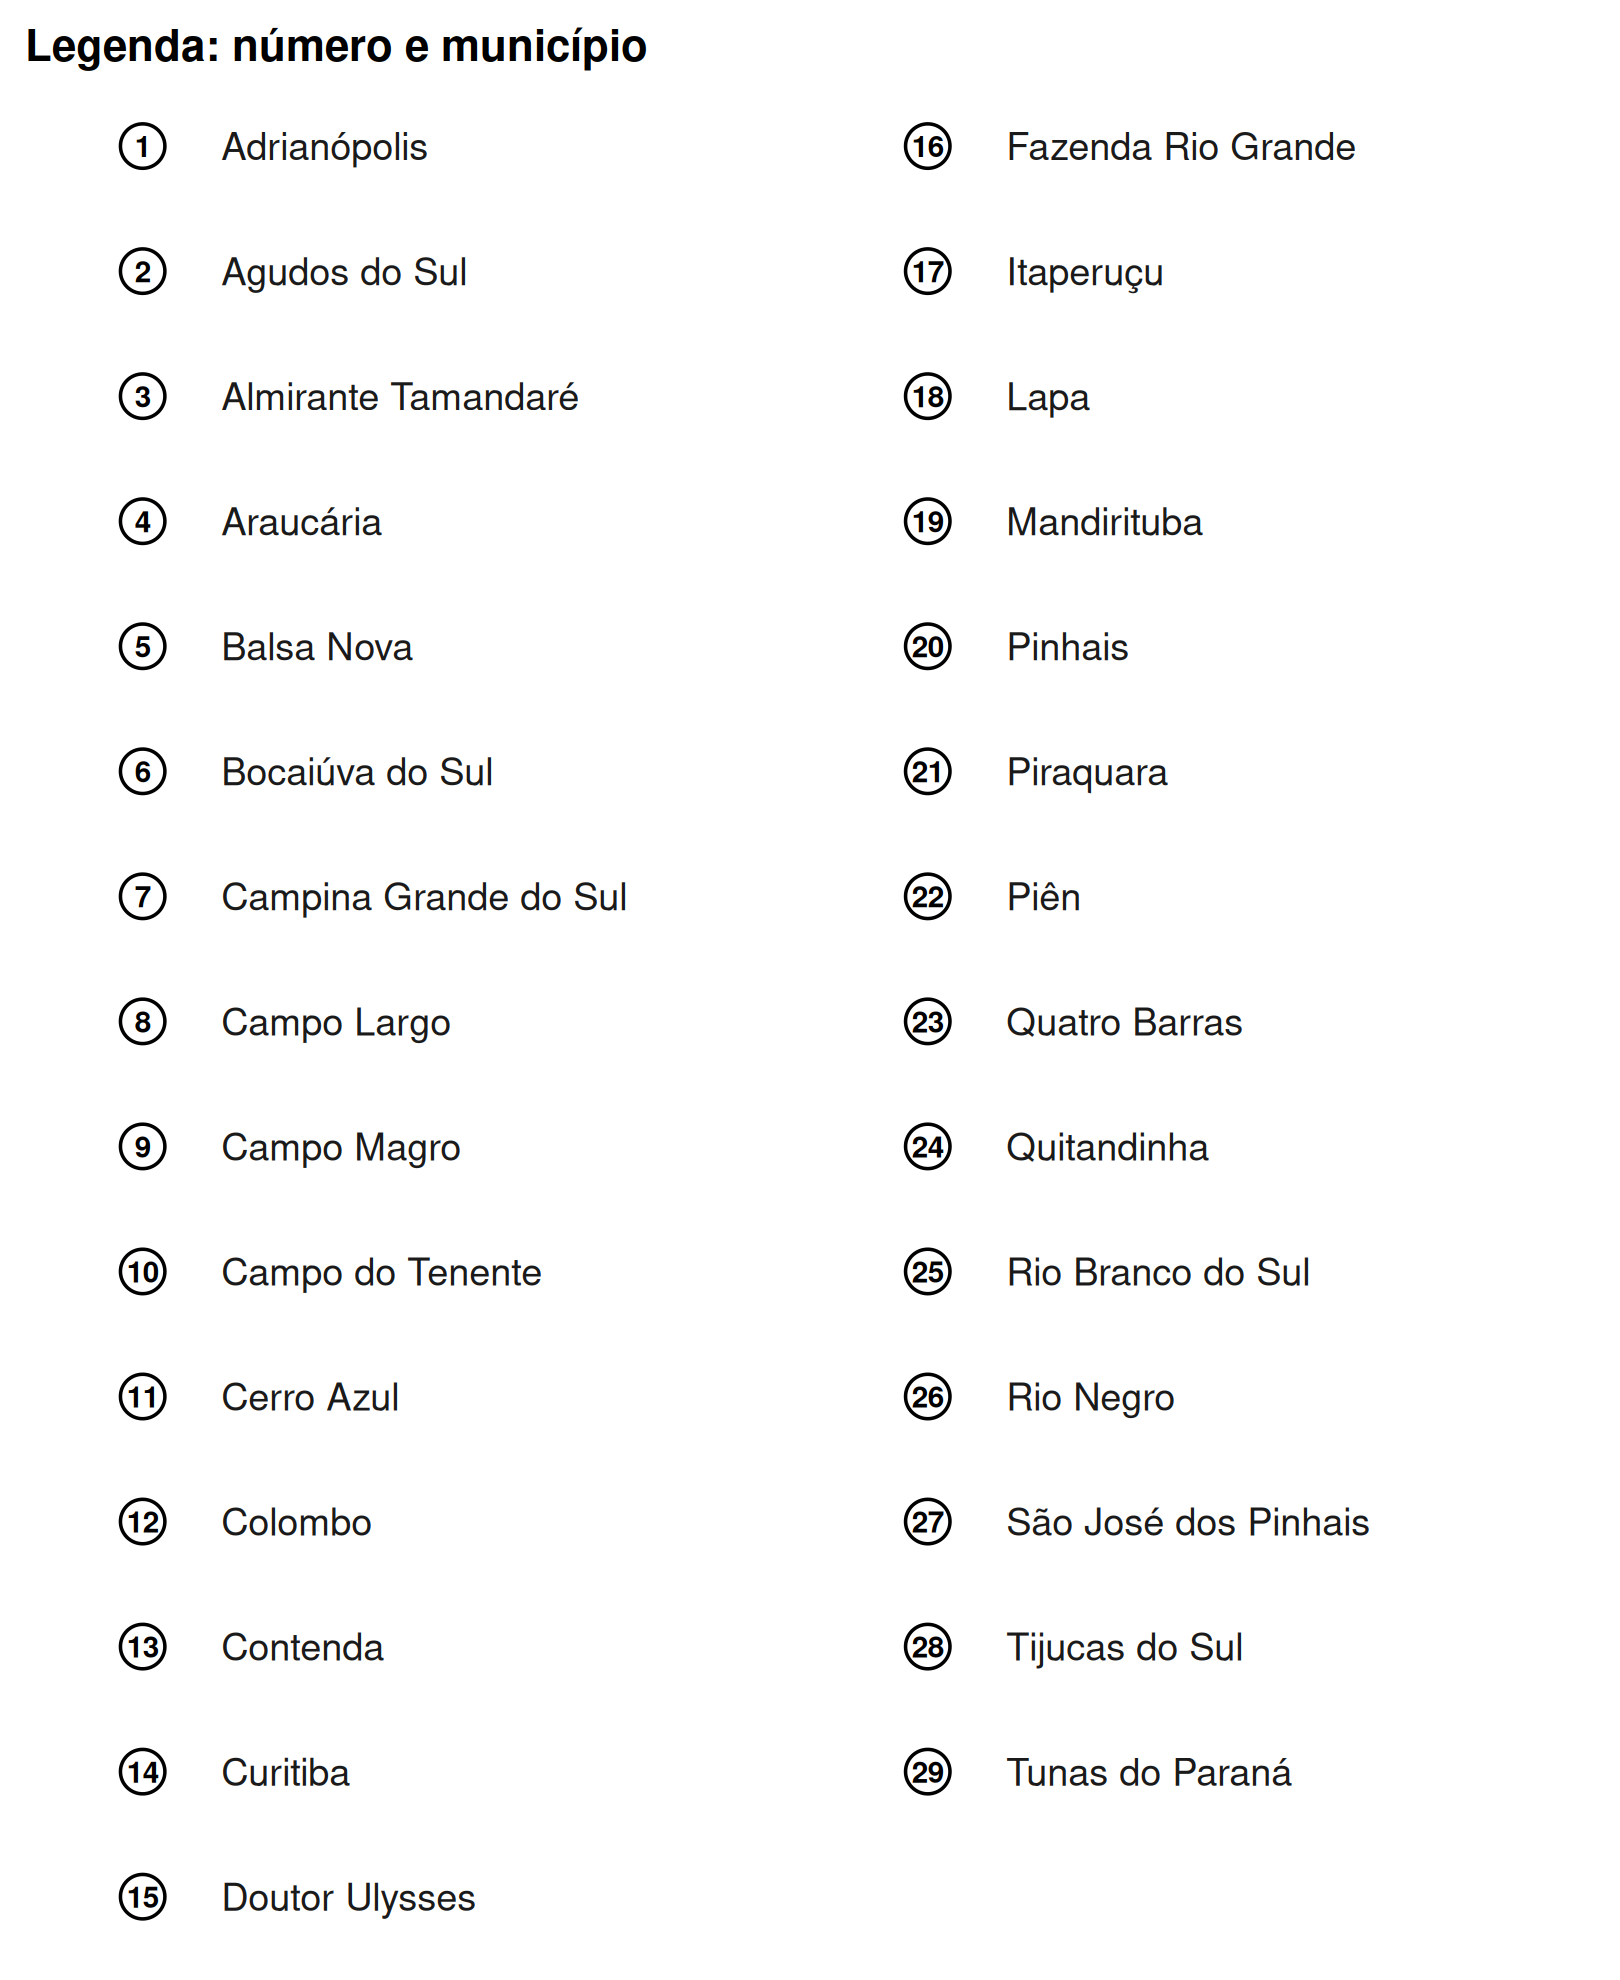 Legenda: número e município
1 Adrianópolis
2 Agudos do Sul
3 Almirante Tamandaré
4 Araucária
5 Balsa Nova
6 Bocaiúva do Sul
7 Campina Grande do Sul
8 Campo Largo
9 Campo Magro
10 Campo do Tenente
11 Cerro Azul
12 Colombo
13 Contenda
14 Curitiba
15 Doutor Ulysses
16 Fazenda Rio Grande
17 Itaperuçu
18 Lapa
19 Mandirituba
20 Pinhais
21 Piraquara
22 Piên
23 Quatro Barras
24 Quitandinha
25 Rio Branco do Sul
26 Rio Negro
27 São José dos Pinhais
28 Tijucas do Sul
29 Tunas do Paraná